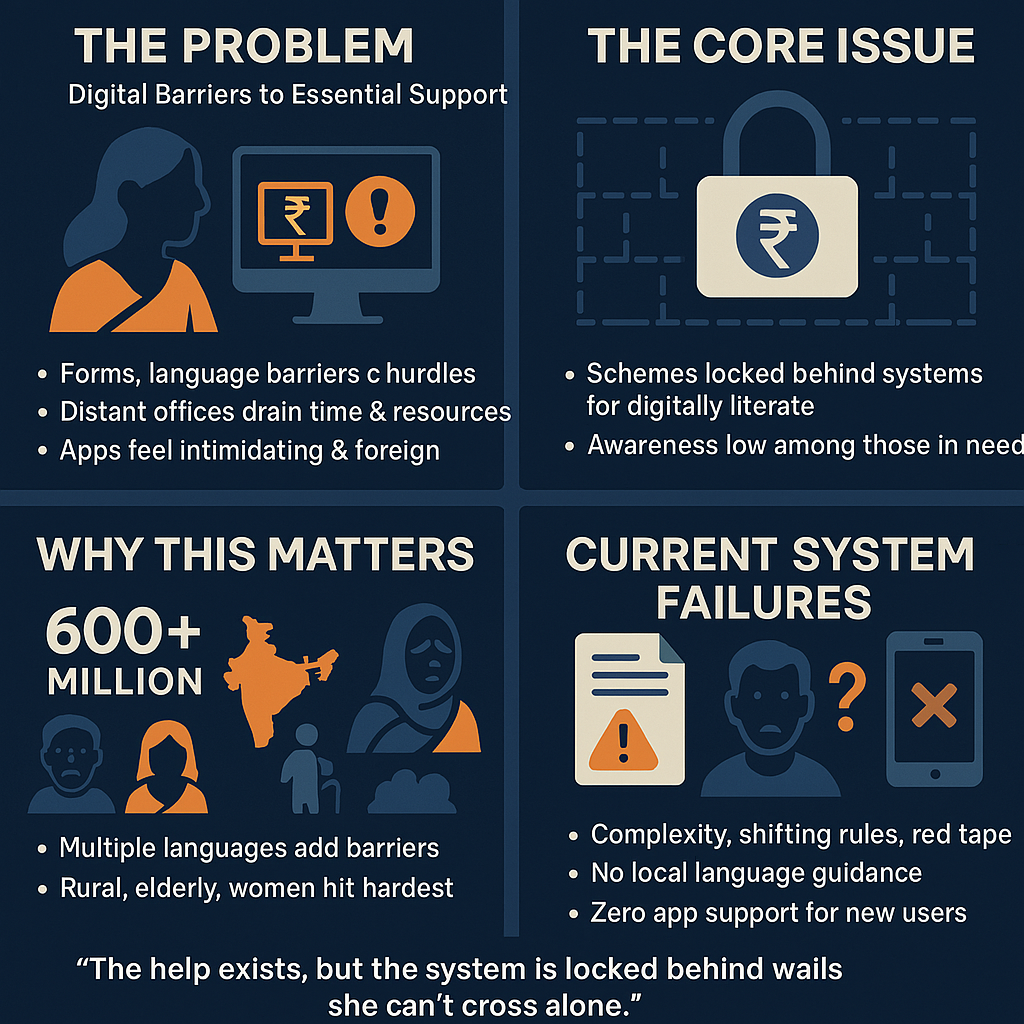 THE PROBLEM
Digital Barriers to Essential Support
₹
!
• Forms, language barriers c hurdles
• Distant offices drain time & resources
• Apps feel intimidating & foreign
THE CORE ISSUE
₹
• Schemes locked behind systems
for digitally literate
• Awareness low among those in need
WHY THIS MATTERS
600+
MILLION
• Multiple languages add barriers
• Rural, elderly, women hit hardest
CURRENT SYSTEM
FAILURES
!
?
• Complexity, shifting rules, red tape
• No local language guidance
• Zero app support for new users
“The help exists, but the system is locked behind wails
she can’t cross alone.”